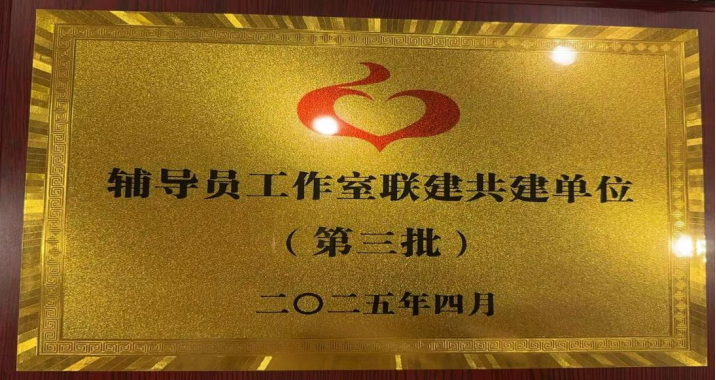 辅导员工作室联建共建单位
（第三批）
二〇二五年四月